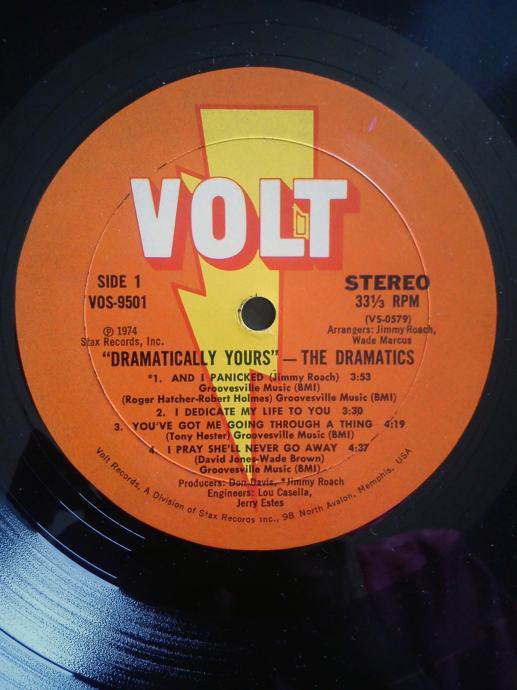 VOLT
SIDE 1
VOS-9501
STEREO
33⅓ RPM
(VS-0579)
℗ 1974
Stax Records, Inc.
Arrangers: Jimmy Roach,
Wade Marcus
"DRAMATICALLY YOURS" — THE DRAMATICS
*1. AND I PANICKED (Jimmy Roach) 3:53
Groovesville Music (BMI)
(Roger Hatcher-Robert Holmes) Groovesville Music (BMI)
2. I DEDICATE MY LIFE TO YOU 3:30
3. YOU'VE GOT ME GOING THROUGH A THING 4:19
(Tony Hester) Groovesville Music (BMI)
4 I PRAY SHE'LL NEVER GO AWAY 4:37
(David Jones-Wade Brown)
Groovesville Music (BMI)
Producers: Don Davis, *Jimmy Roach
Engineers: Lou Casella,
Jerry Estes
Volt Records, A Division of Stax Records Inc., 98 North Avalon, Memphis, USA